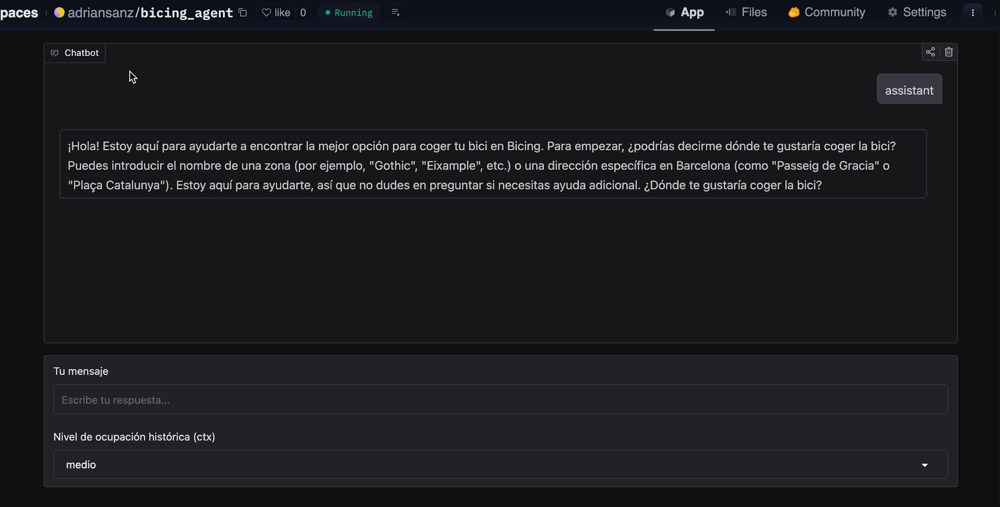 paces
adriansanz/bicing_agent
like
0
Running
App
Files
Community
Settings
Chatbot
assistant
¡Hola! Estoy aquí para ayudarte a encontrar la mejor opción para coger tu bici en Bicing. Para empezar, ¿podrías decirme dónde te gustaría coger la bici?
Puedes introducir el nombre de una zona (por ejemplo, "Gothic", "Eixample", etc.) o una dirección específica en Barcelona (como "Passeig de Gracia" o
"Plaça Catalunya"). Estoy aquí para ayudarte, así que no dudes en preguntar si necesitas ayuda adicional. ¿Dónde te gustaría coger la bici?
Tu mensaje
Escribe tu respuesta...
Nivel de ocupación histórica (ctx)
medio